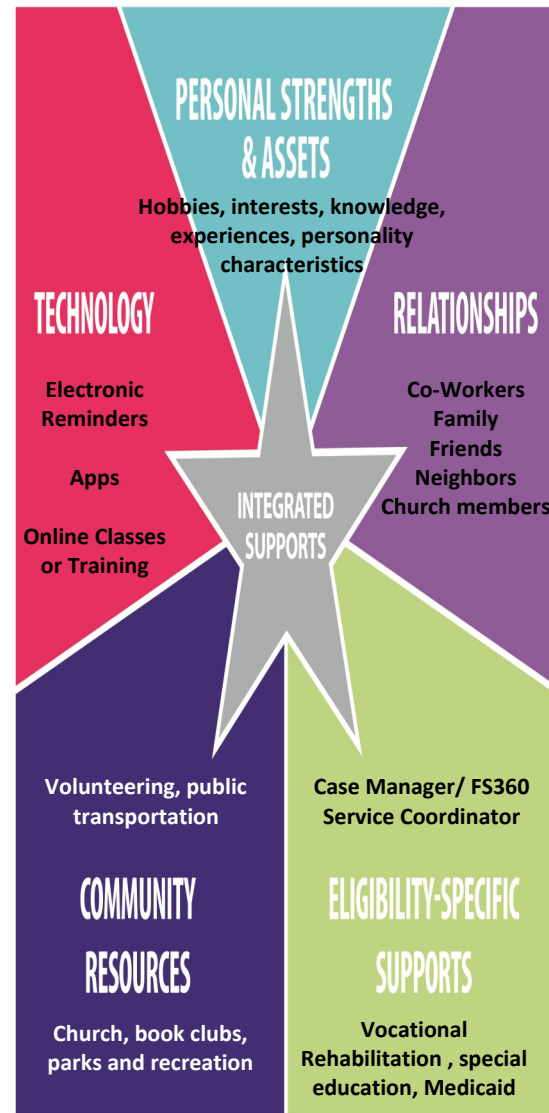 PERSONAL STRENGTHS
& ASSETS
Hobbies, interests, knowledge,
experiences, personality
characteristics
TECHNOLOGY
Electronic
Reminders
Apps
Online Classes
or Training
RELATIONSHIPS
Co-Workers
Family
Friends
Neighbors
Church members
INTEGRATED
SUPPORTS
Volunteering, public
transportation
COMMUNITY
RESOURCES
Church, book clubs,
parks and recreation
Case Manager/ FS360
Service Coordinator
ELIGIBILITY-SPECIFIC
SUPPORTS
Vocational
Rehabilitation , special
education, Medicaid